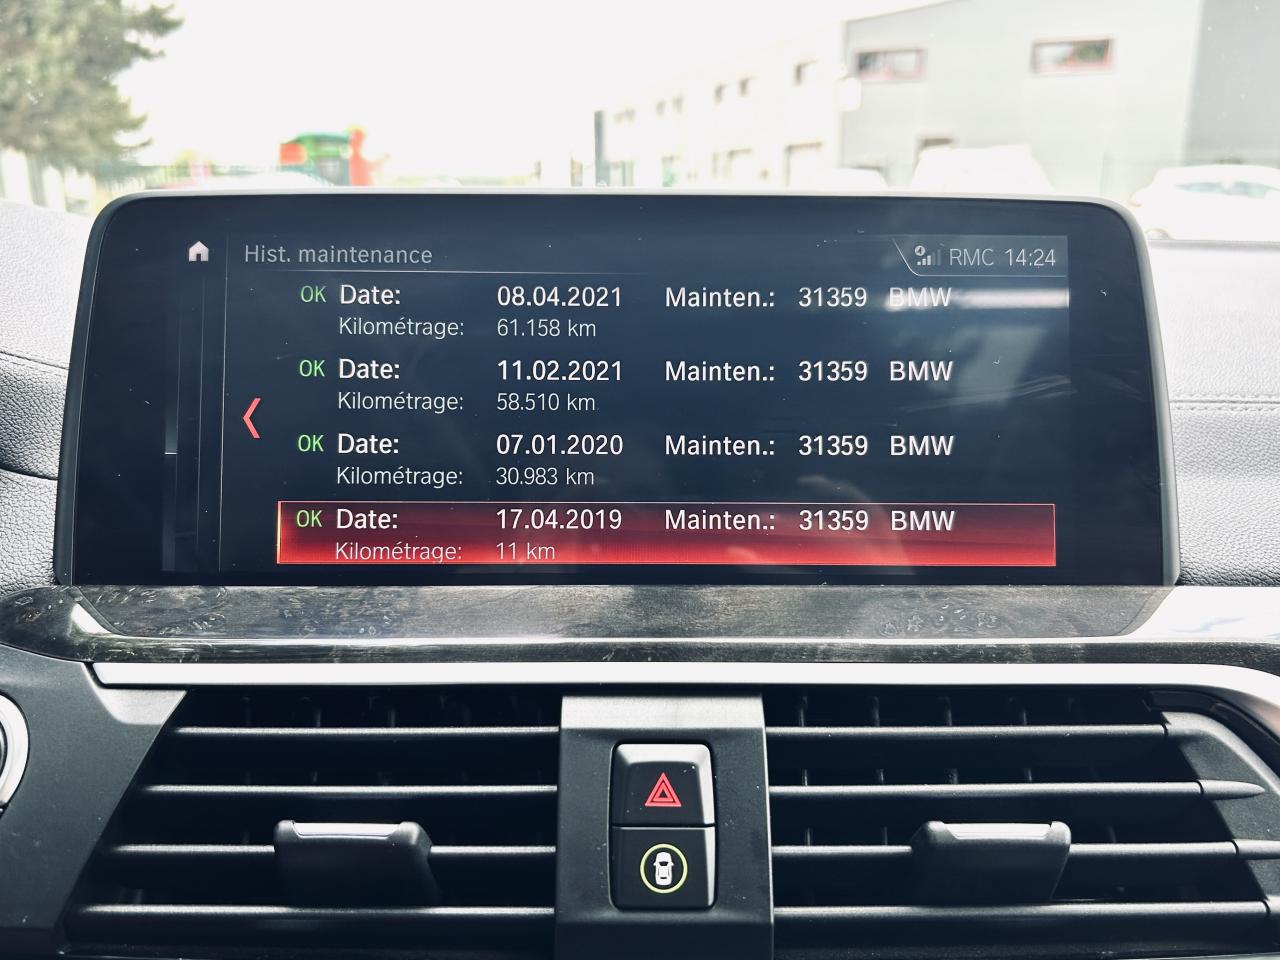 Hist. maintenance
RMC 14:24
OK Date: 08.04.2021 Mainten.: 31359 BMW
Kilométrage: 61.158 km
OK Date: 11.02.2021 Mainten.: 31359 BMW
Kilométrage: 58.510 km
OK Date: 07.01.2020 Mainten.: 31359 BMW
Kilométrage: 30.983 km
OK Date: 17.04.2019 Mainten.: 31359 BMW
Kilométrage: 11 km